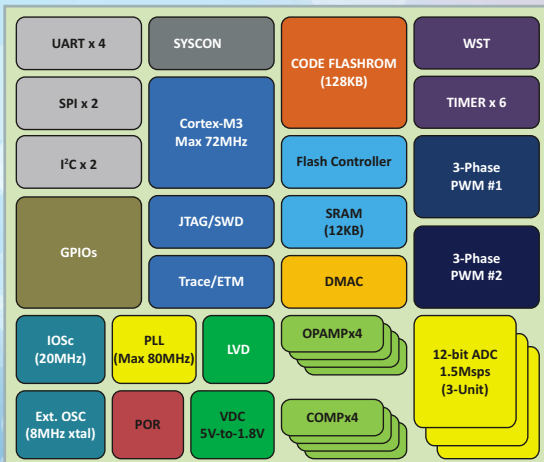 UART x 4
SYSCON
CODE FLASHROM
(128KB)
WST
SPI x 2
Cortex-M3
Max 72MHz
TIMER x 6
I²C x 2
Flash Controller
3-Phase
PWM #1
GPIOs
JTAG/SWD
SRAM
(12KB)
Trace/ETM
DMAC
3-Phase
PWM #2
IOSc
(20MHz)
PLL
(Max 80MHz)
LVD
OPAMPx4
12-bit ADC
1.5Msps
(3-Unit)
Ext. OSC
(8MHz xtal)
POR
VDC
5V-to-1.8V
COMPx4